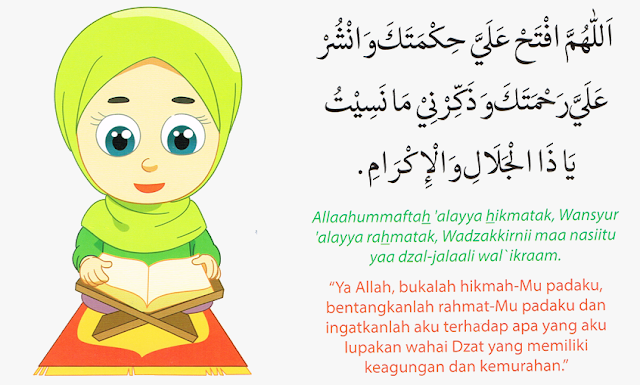 اَللّٰهُمَّ افْتَحْ عَلَيَّ حِكْمَتَكَ وَانْشُرْ
عَلَيَّ رَحْمَتَكَ وَذَكِّرْنِيْ مَا نَسِيْتُ
يَا ذَا الْجَلَالِ وَالْإِكْرَامِ.
Allaahummaftah 'alayya hikmatak, Wansyur
'alayya rahmatak, Wadzakkirnii maa nasiitu
yaa dzal-jalaali wal`ikraam.
“Ya Allah, bukalah hikmah-Mu padaku,
bentangkanlah rahmat-Mu padaku dan
ingatkanlah aku terhadap apa yang aku
lupakan wahai Dzat yang memiliki
keagungan dan kemurahan.”